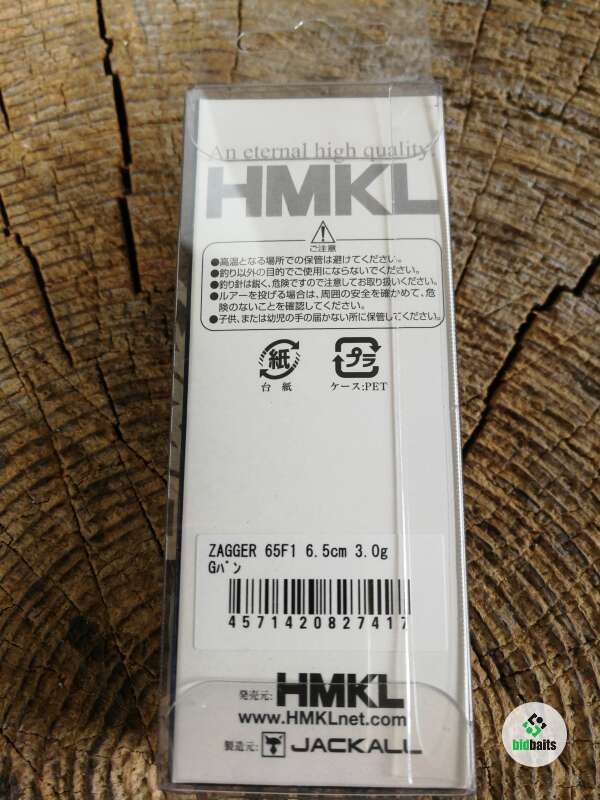 An eternal high quality.
HMKL
ご注意
●高温となる場所での保管は避けてください。
●釣り以外の目的でご使用にならないでください。
●釣り針は鋭く、危険ですので注意してお取り扱いください。
●ルアーを投げる場合は、周囲の安全を確かめて、危
険のないことを確認してください。
●子供、または幼児の手の届かない所に保管してください。
紙 プラ
台紙 ケース:PET
ZAGGER 65F1 6.5cm 3.0g
Gパン
4571420827417
発売元: HMKL
www.HMKLnet.com
製造元: JACKALL
bidbaits